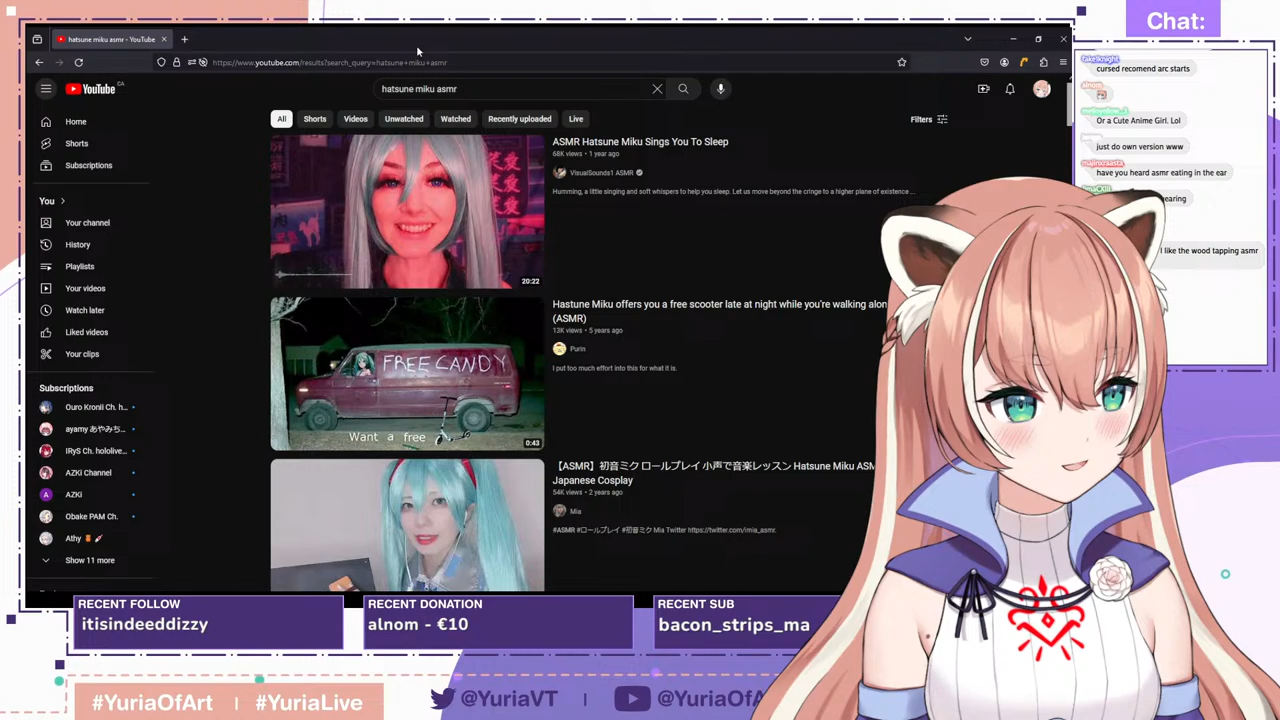 Chat:
hatsune miku asmr - YouTube
https://www.youtube.com/results?search_query=hatsune+miku+asmr
YouTube CA
hatsune miku asmr
All
Shorts
Videos
Unwatched
Watched
Recently uploaded
Live
Filters
Home
Shorts
Subscriptions
You
Your channel
History
Playlists
Your videos
Watch later
Liked videos
Your clips
Subscriptions
Ouro Kronii Ch. h...
ayamy あやみち...
IRyS Ch. hololive...
AZKi Channel
AZKi
Obake PAM Ch.
Athy
Show 11 more
20:22
ASMR Hatsune Miku Sings You To Sleep
68K views • 1 year ago
VisualSounds1 ASMR
Humming, a little singing and soft whispers to help you sleep. Let us move beyond the cringe to a higher plane of existence ...
FREE CANDY
Want a free
0:43
Hastune Miku offers you a free scooter late at night while you're walking alon
(ASMR)
13K views • 5 years ago
Purin
I put too much effort into this for what it is.
【ASMR】初音ミク ロールプレイ 小声で音楽レッスン Hatsune Miku ASM
Japanese Cosplay
54K views • 2 years ago
Mia
#ASMR #ロールプレイ #初音ミク Mia Twitter https://twitter.com/imia_asmr.
cursed recomend arc starts
alnom
Or a Cute Anime Girl. Lol
just do own version www
have you heard asmr eating in the ear
earing
I like the wood tapping asmr
RECENT FOLLOW
itisindeeddizzy
RECENT DONATION
alnom - €10
RECENT SUB
bacon_strips_ma
#YuriaOfArt | #YuriaLive
@YuriaVT | @YuriaOfA